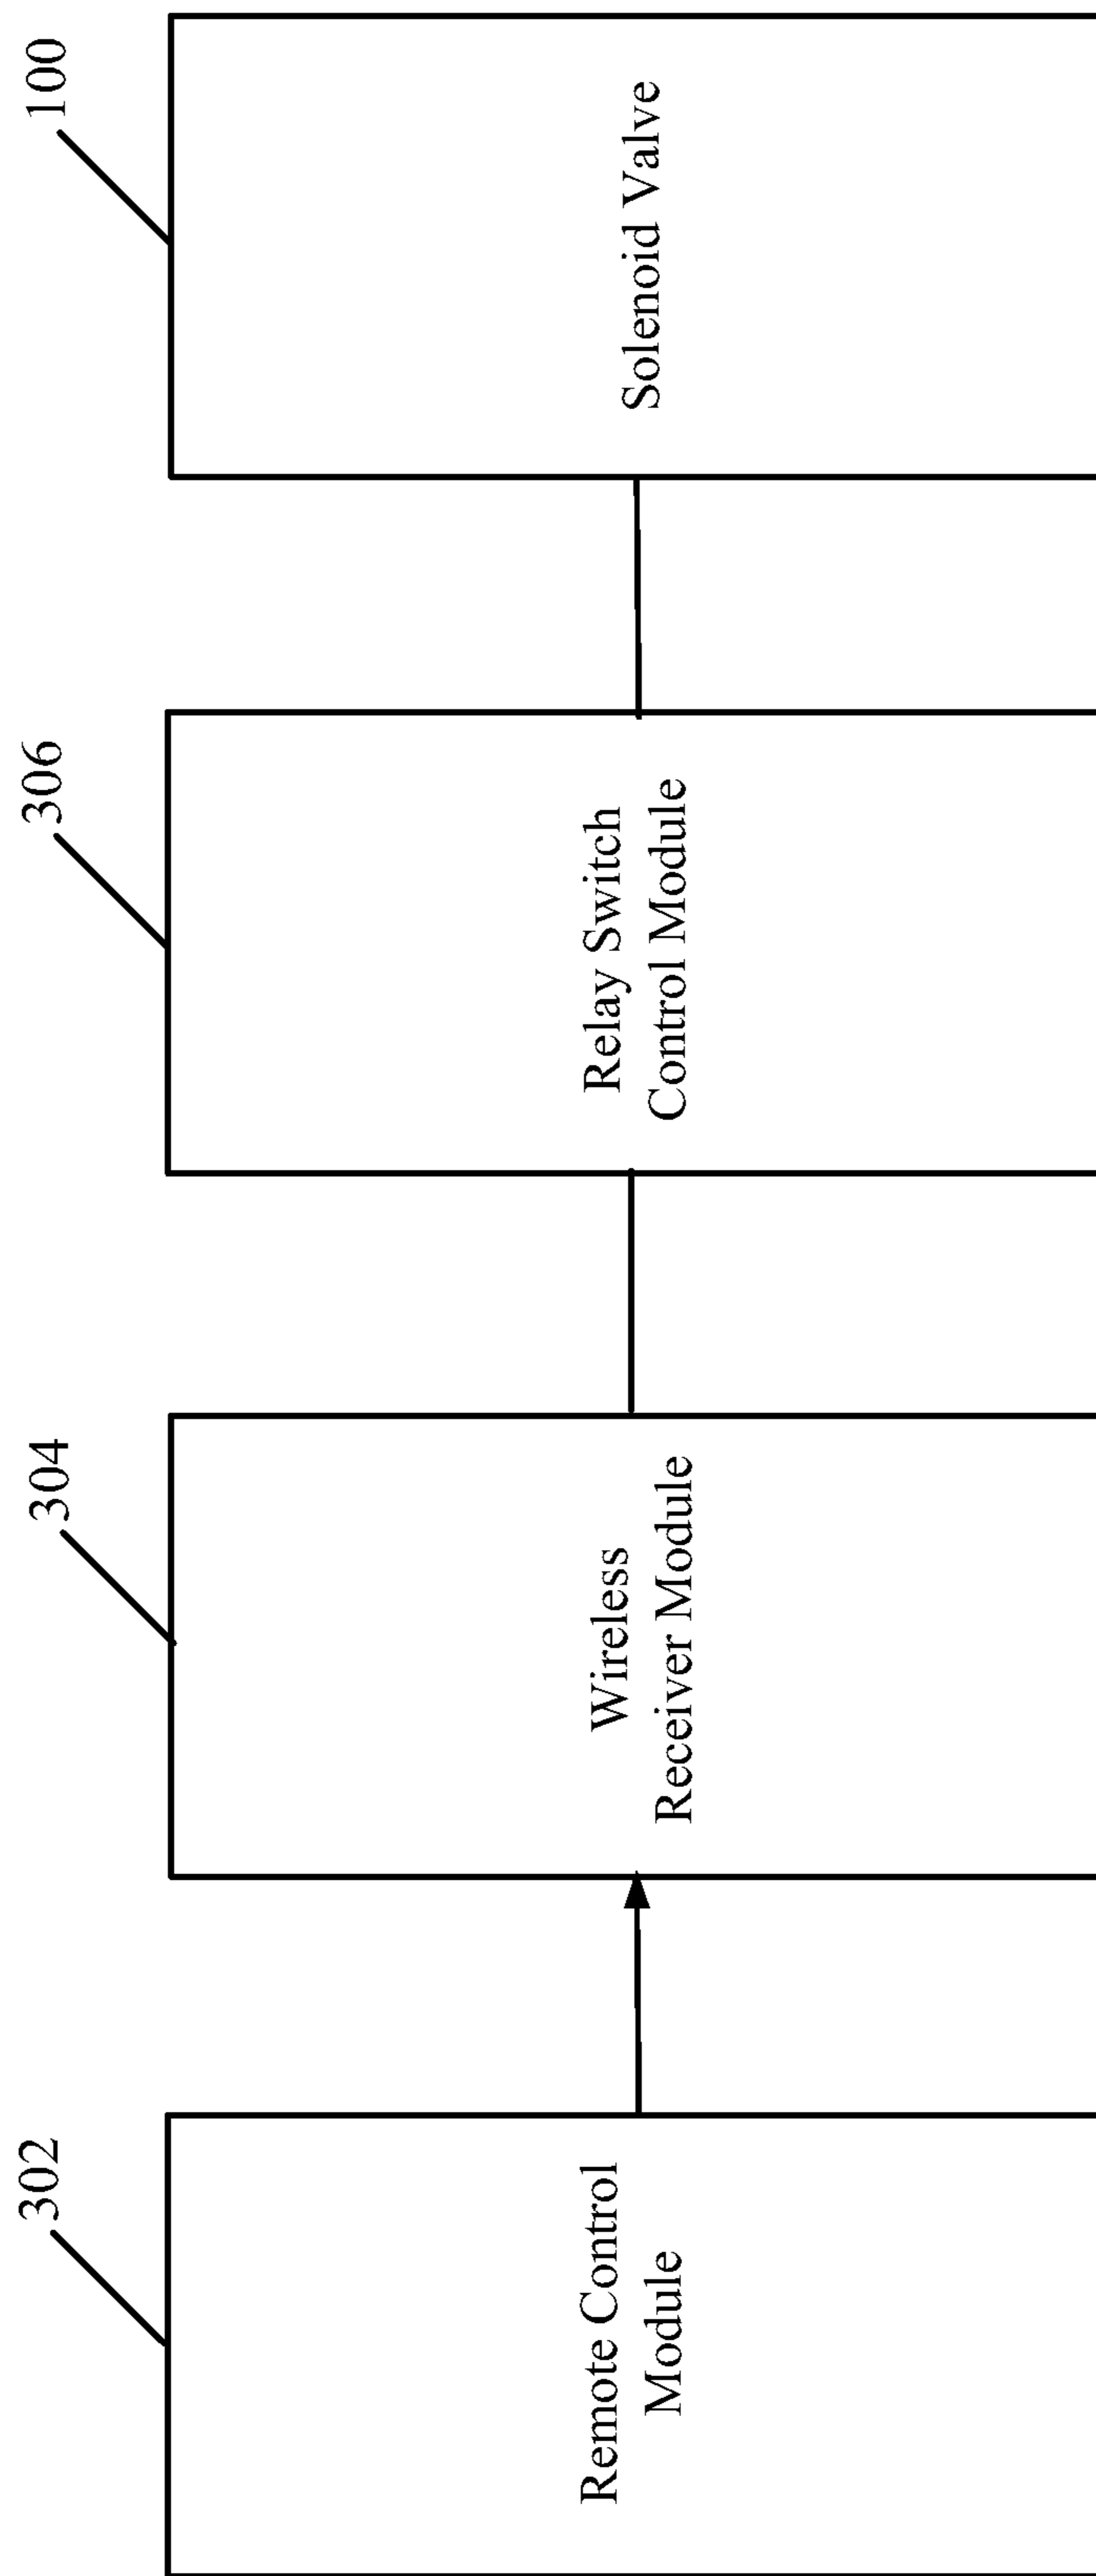 302
304
306
100
Remote Control
Module
Wireless
Receiver Module
Relay Switch
Control Module
Solenoid Valve